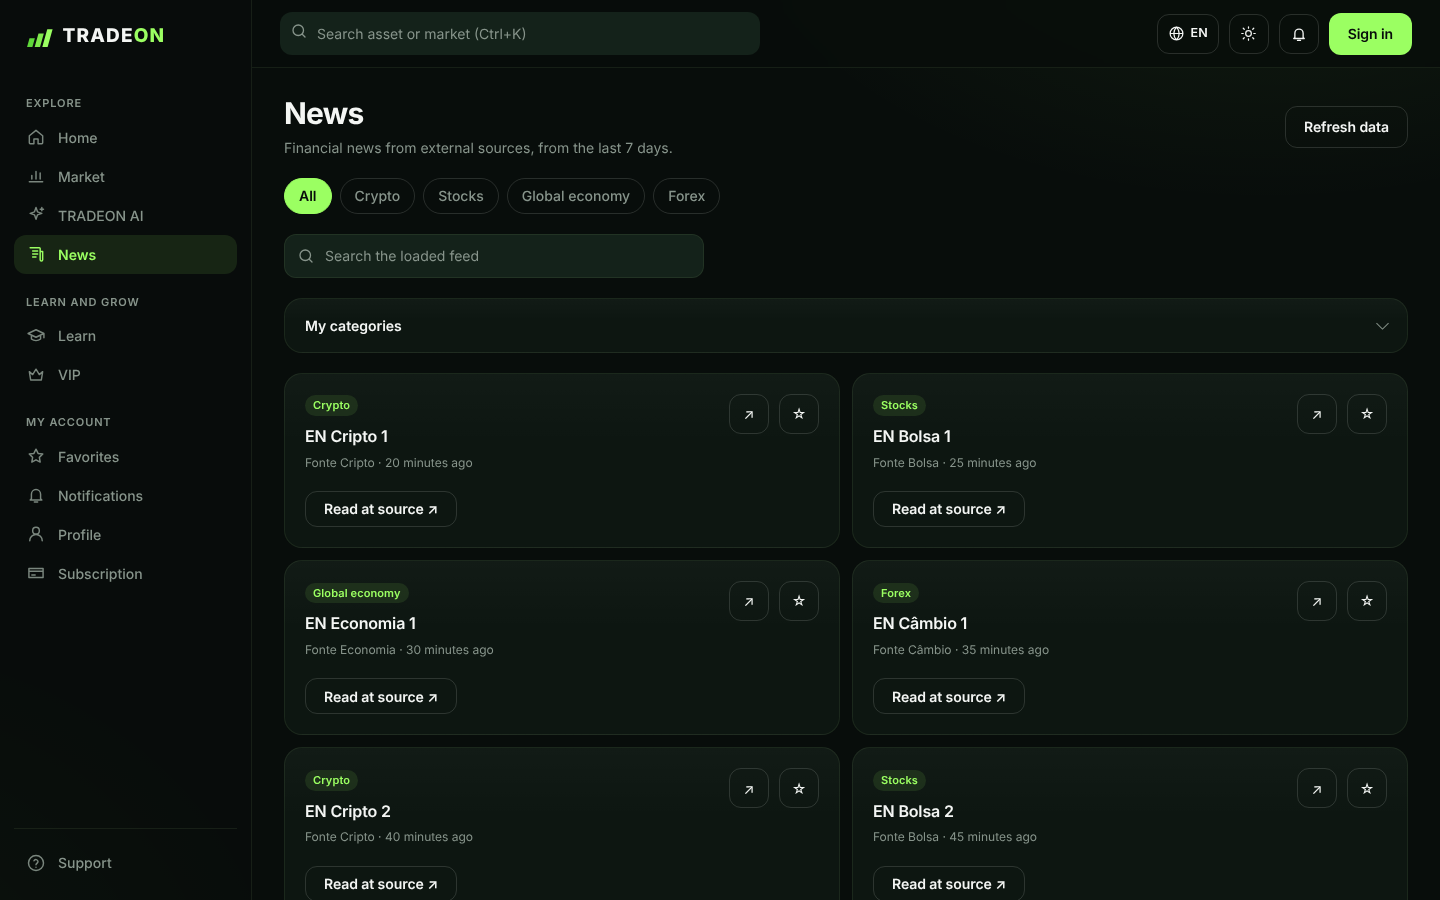 TRADEON
Search asset or market (Ctrl+K)
EN
Sign in
EXPLORE
Home
Market
TRADEON AI
News
LEARN AND GROW
Learn
VIP
MY ACCOUNT
Favorites
Notifications
Profile
Subscription
Support
News
Financial news from external sources, from the last 7 days.
Refresh data
All
Crypto
Stocks
Global economy
Forex
Search the loaded feed
My categories
Crypto
EN Cripto 1
Fonte Cripto · 20 minutes ago
Read at source ↗
Stocks
EN Bolsa 1
Fonte Bolsa · 25 minutes ago
Read at source ↗
Global economy
EN Economia 1
Fonte Economia · 30 minutes ago
Read at source ↗
Forex
EN Câmbio 1
Fonte Câmbio · 35 minutes ago
Read at source ↗
Crypto
EN Cripto 2
Fonte Cripto · 40 minutes ago
Read at source ↗
Stocks
EN Bolsa 2
Fonte Bolsa · 45 minutes ago
Read at source ↗